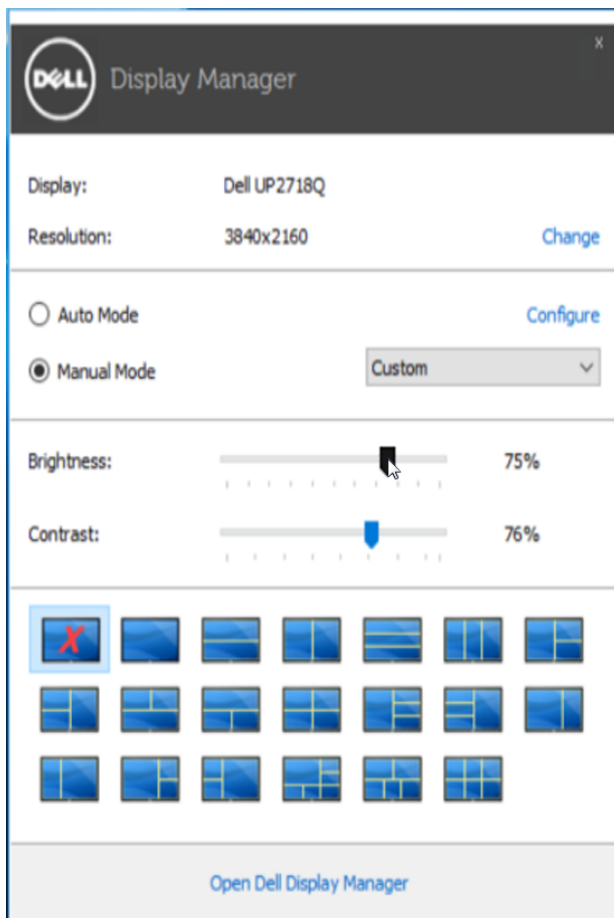 DELL Display Manager x
Display: Dell UP2718Q
Resolution: 3840x2160 Change
Auto Mode Configure
Manual Mode Custom
Brightness: 75%
Contrast: 76%
X
Open Dell Display Manager